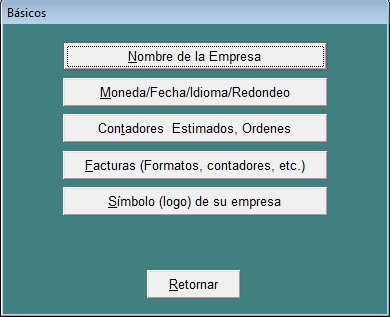 Básicos
Nombre de la Empresa
Moneda/Fecha/Idioma/Redondeo
Contadores  Estimados, Ordenes
Facturas (Formatos, contadores, etc.)
Símbolo (logo) de su empresa
Retornar